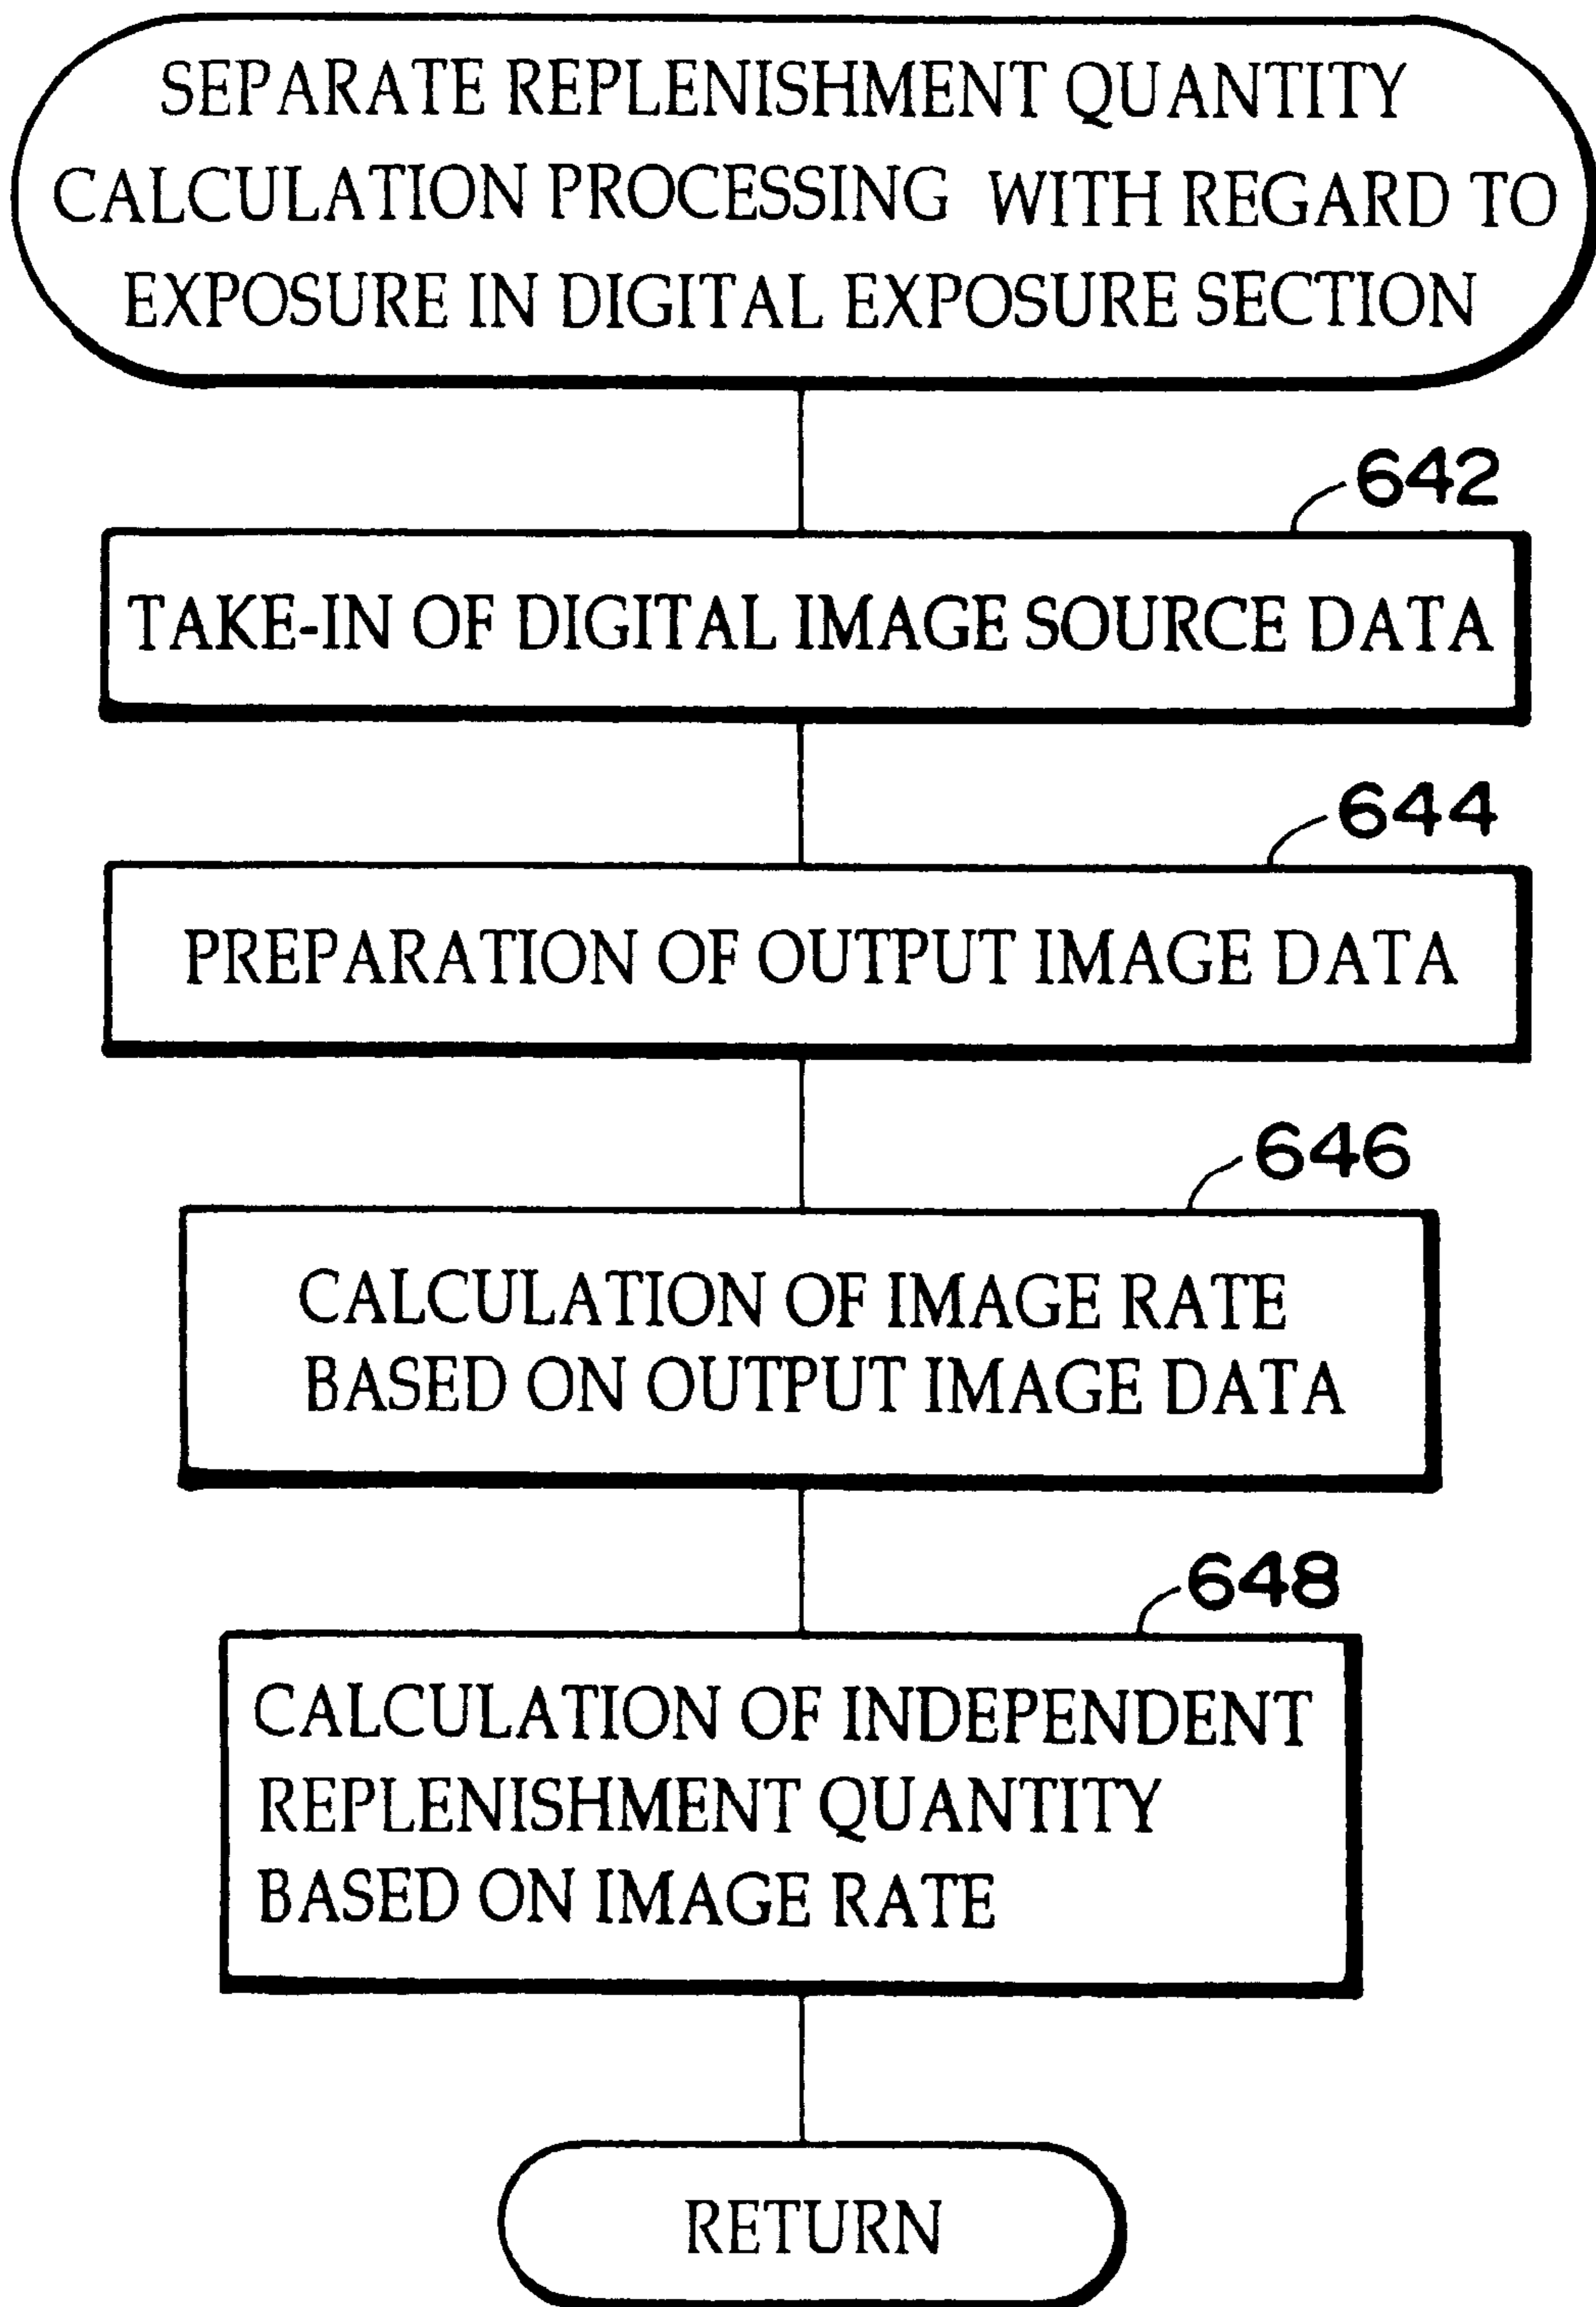 SEPARATE REPLENISHMENT QUANTITY
CALCULATION PROCESSING WITH REGARD TO
EXPOSURE IN DIGITAL EXPOSURE SECTION
642
TAKE-IN OF DIGITAL IMAGE SOURCE DATA
644
PREPARATION OF OUTPUT IMAGE DATA
646
CALCULATION OF IMAGE RATE
BASED ON OUTPUT IMAGE DATA
648
CALCULATION OF INDEPENDENT
REPLENISHMENT QUANTITY
BASED ON IMAGE RATE
RETURN